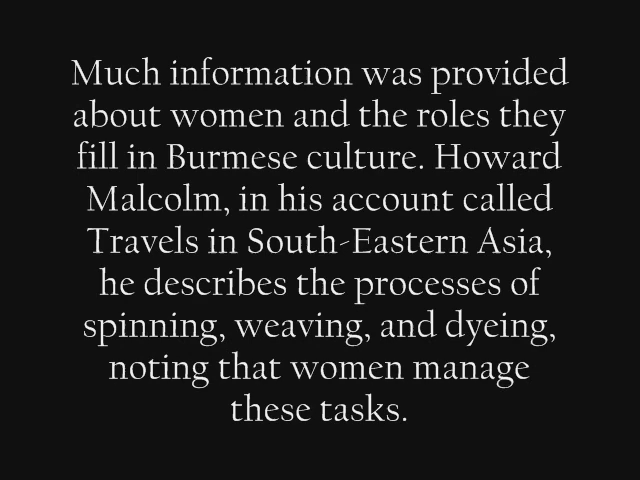 Much information was provided
about women and the roles they
fill in Burmese culture. Howard
Malcolm, in his account called
Travels in South-Eastern Asia,
he describes the processes of
spinning, weaving, and dyeing,
noting that women manage
these tasks.